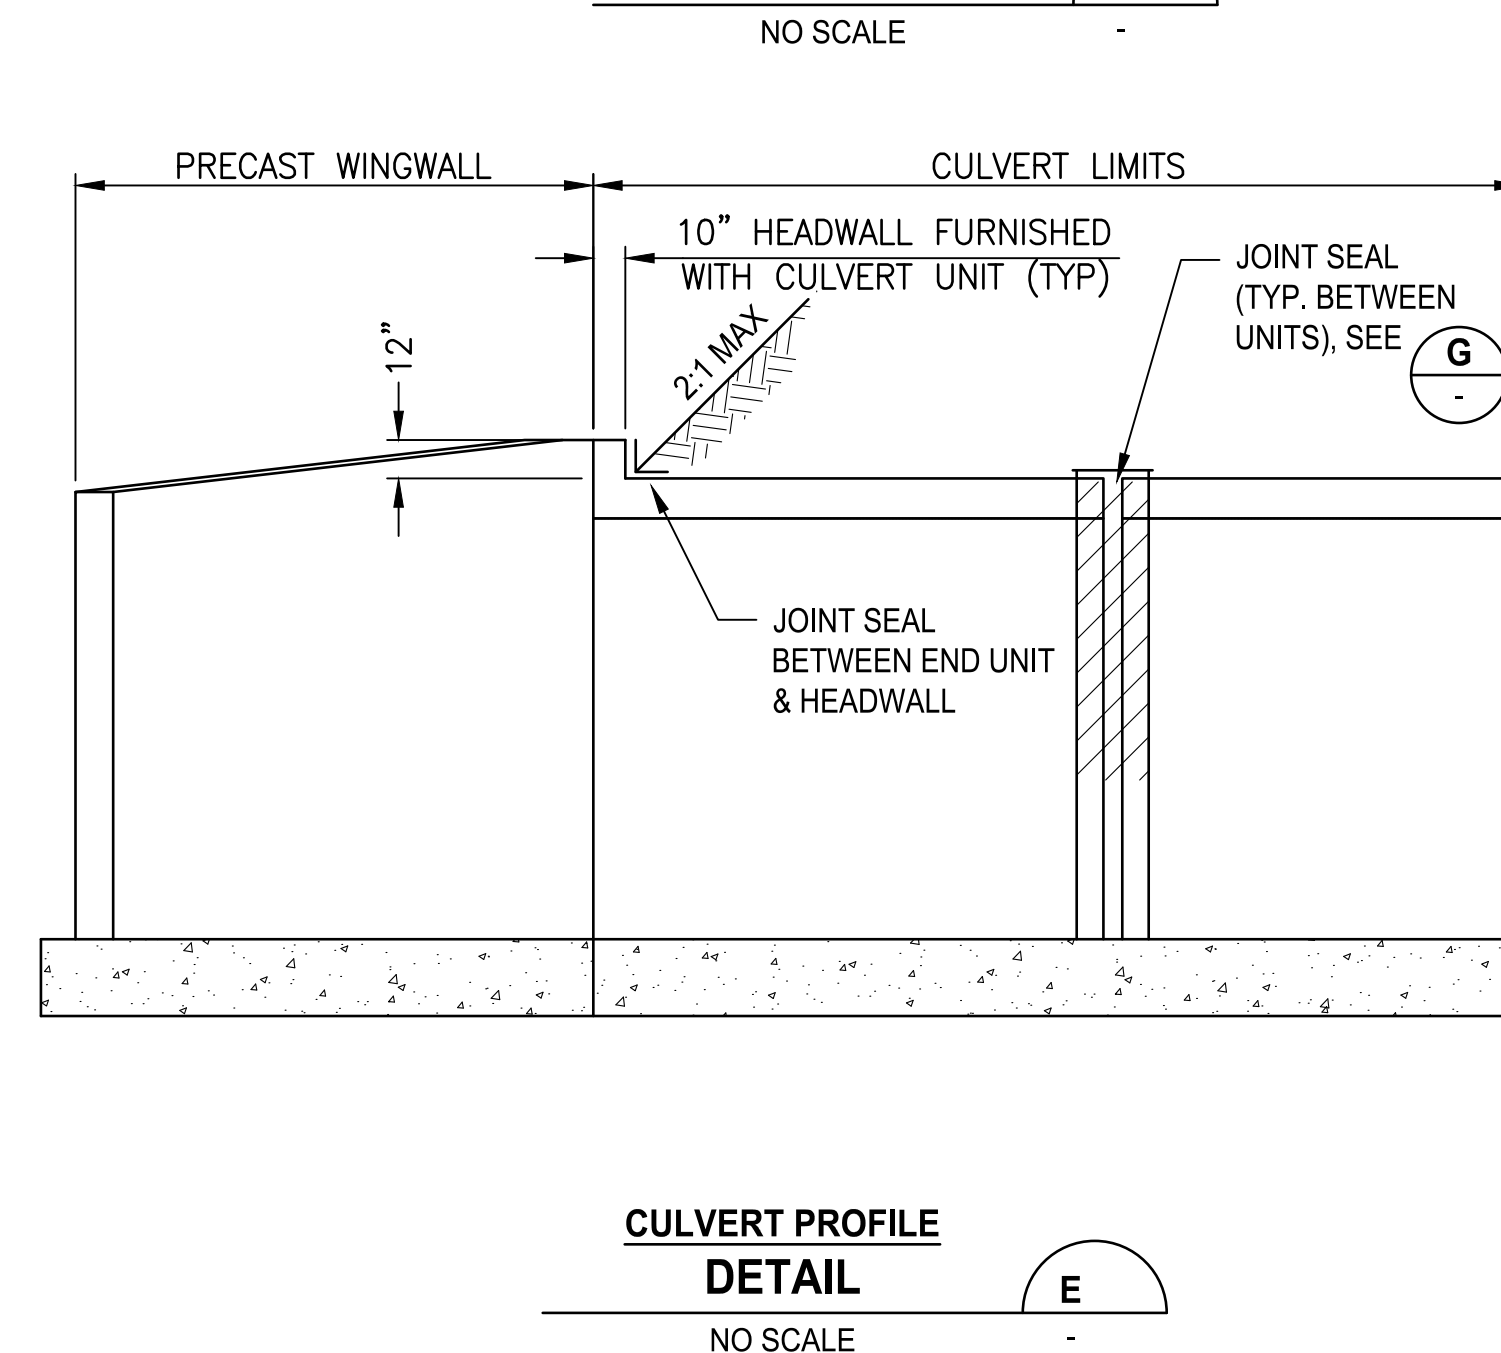 NO SCALE
-
PRECAST WINGWALL
CULVERT LIMITS
10” HEADWALL FURNISHED
WITH CULVERT UNIT (TYP)
JOINT SEAL
(TYP. BETWEEN
UNITS), SEE
G
-
2:1 MAX
12”
JOINT SEAL
BETWEEN END UNIT
& HEADWALL
CULVERT PROFILE
DETAIL
E
NO SCALE
-